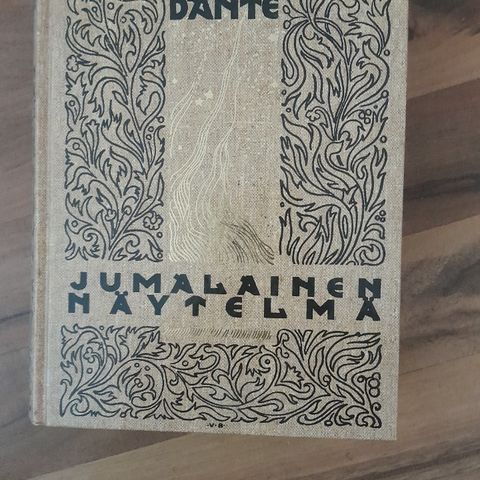 DANTE
JUMALAINEN
NÄYTELMÄ
-V-B-